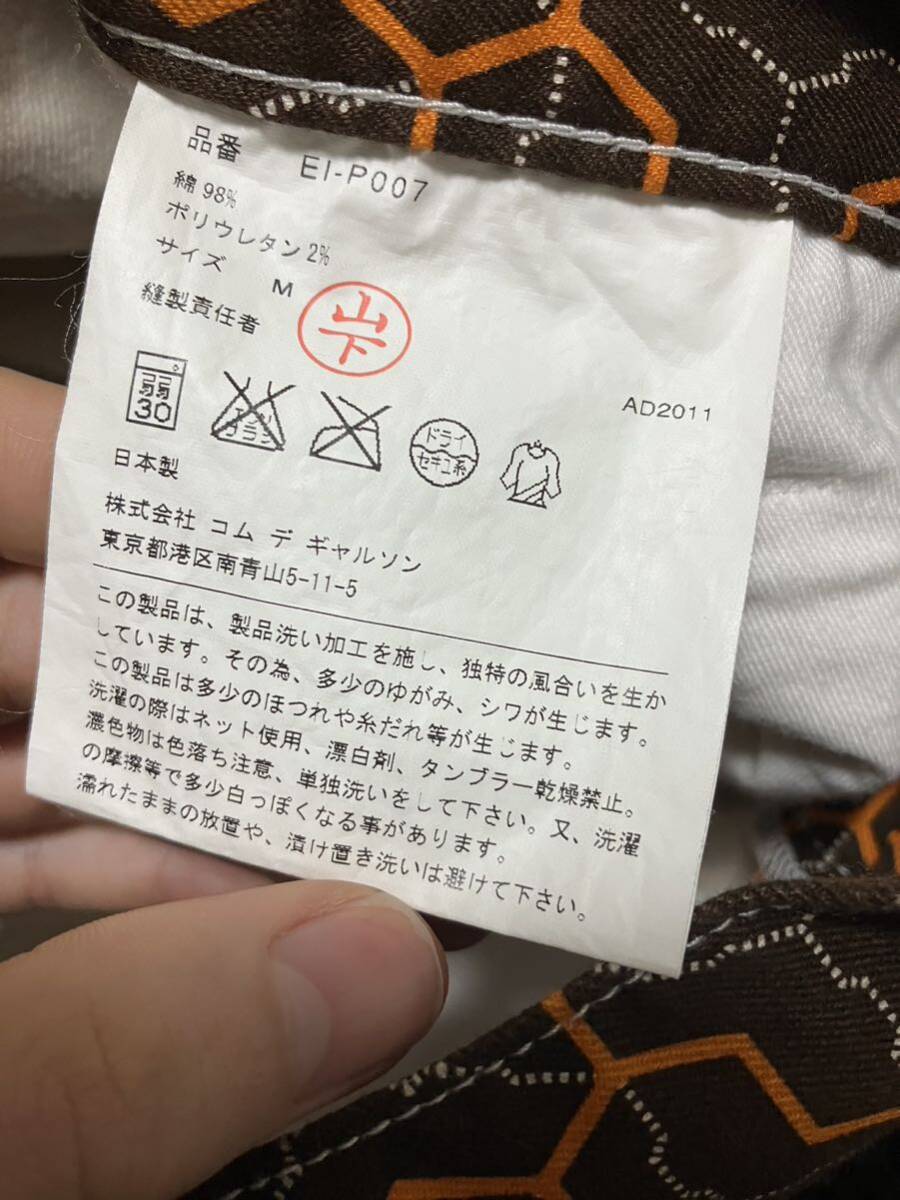 品番 EI-P007
綿 98%
ポリウレタン 2%
サイズ M
縫製責任者 山下
弱
30
エンソ
サラシ
ドライ
セキユ系
AD2011
日本製
株式会社 コム デ ギャルソン
東京都港区南青山5-11-5
この製品は、製品洗い加工を施し、独特の風合いを生か
しています。その為、多少のゆがみ、シワが生じます。
この製品は多少のほつれや糸だれ等が生じます。
洗濯の際はネット使用、漂白剤、タンブラー乾燥禁止。
濃色物は色落ち注意、単独洗いをして下さい。又、洗濯
の摩擦等で多少白っぽくなる事があります。
濡れたままの放置や、漬け置き洗いは避けて下さい。